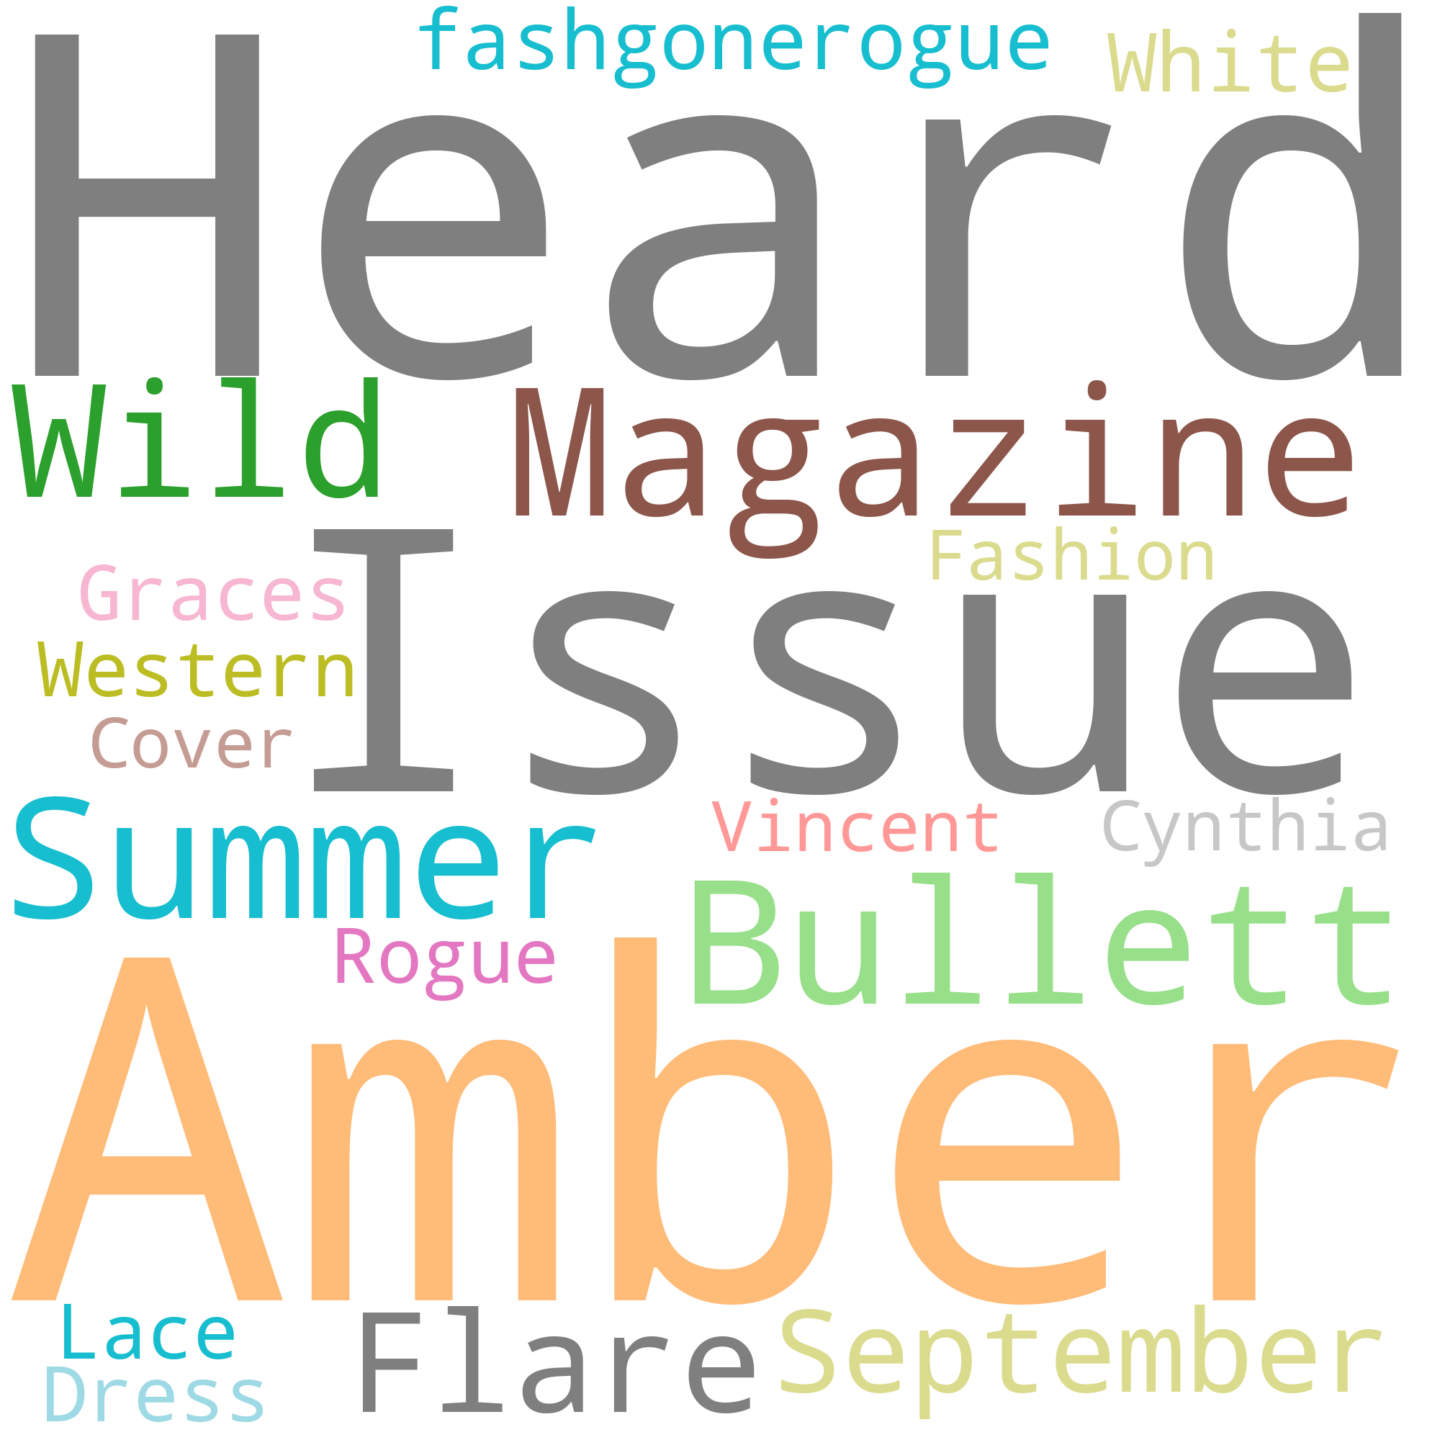 fashgonerogue
White
Heard
Wild
Magazine
Fashion
Graces
Issue
Western
Cover
Summer
Vincent
Cynthia
Bullett
Rogue
Amber
Lace
Flare
September
Dress